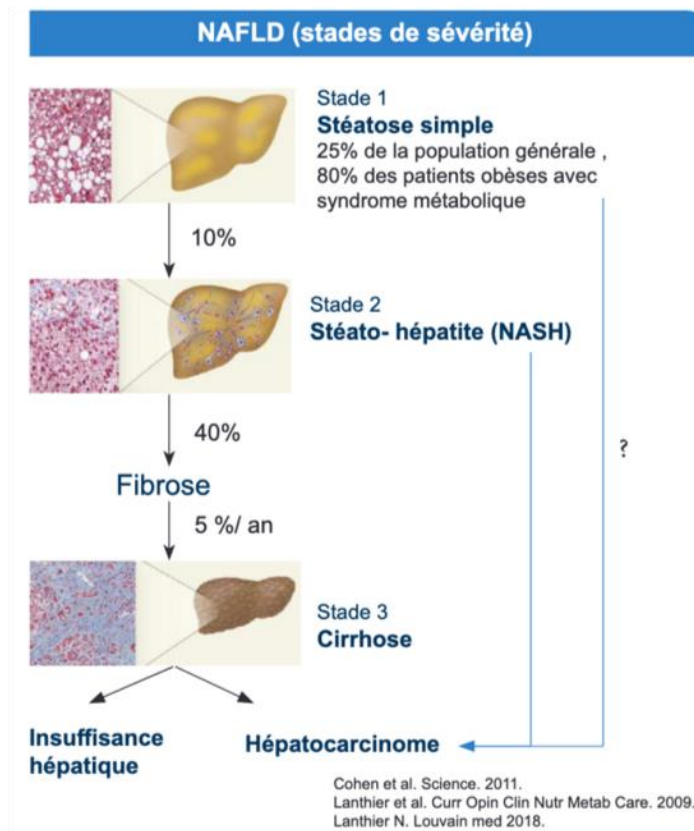 NAFLD (stades de sévérité)
Stade 1
Stéatose simple
25% de la population générale ,
80% des patients obèses avec
syndrome métabolique
10%
Stade 2
Stéato- hépatite (NASH)
40%
?
Fibrose
5 %/ an
Stade 3
Cirrhose
Insuffisance
hépatique
Hépatocarcinome
Cohen et al. Science. 2011.
Lanthier et al. Curr Opin Clin Nutr Metab Care. 2009.
Lanthier N. Louvain med 2018.